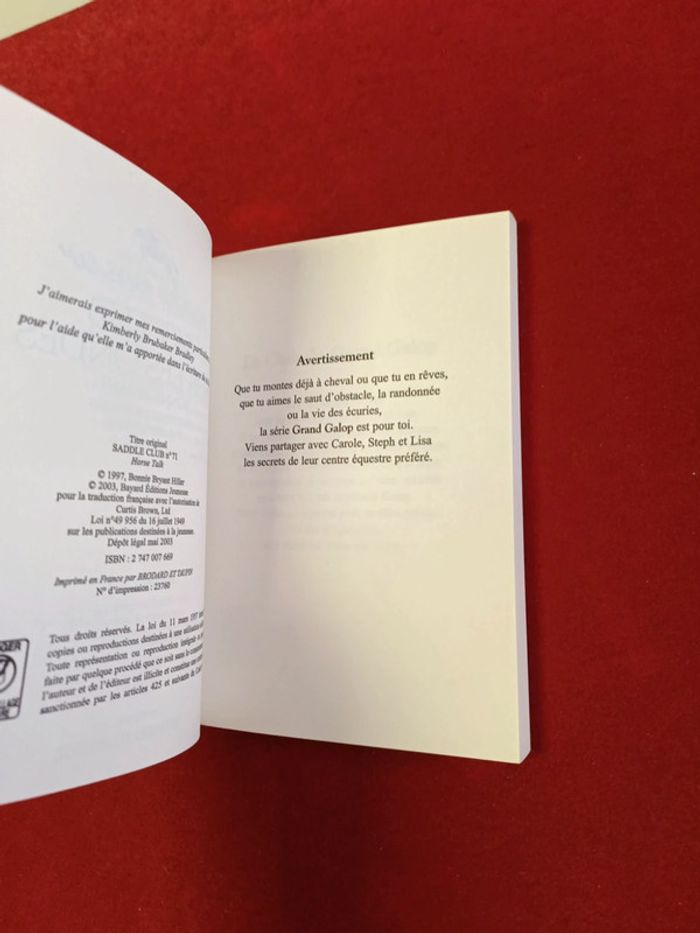 J'aimerais exprimer mes remerciements
Kimberly Brubaker Bradley
pour l'aide qu'elle m'a apportée dans l'écriture de
Titre original
SADDLE CLUB n°71
Horse Talk
© 1997, Bonnie Bryant Hiller
© 2003, Bayard Éditions Jeunesse
pour la traduction française avec l'autorisation de
Curtis Brown, Ltd
Loi n°49 956 du 16 juillet 1949
sur les publications destinées à la jeunesse.
Dépôt légal mai 2003
ISBN : 2 747 007 669
Imprimé en France par BRODARD ET TAUPIN
N° d'impression : 23760
Tous droits réservés. La loi du 11 mars 1957
copies ou reproductions destinées à une utilisation
Toute représentation ou reproduction intégrale
faite par quelque procédé que ce soit sans le
l'auteur et de l'éditeur est illicite et constitue une
sanctionnée par les articles 425 et suivants du
Avertissement
Que tu montes déjà à cheval ou que tu en rêves,
que tu aimes le saut d'obstacle, la randonnée
ou la vie des écuries,
la série Grand Galop est pour toi.
Viens partager avec Carole, Steph et Lisa
les secrets de leur centre équestre préféré.